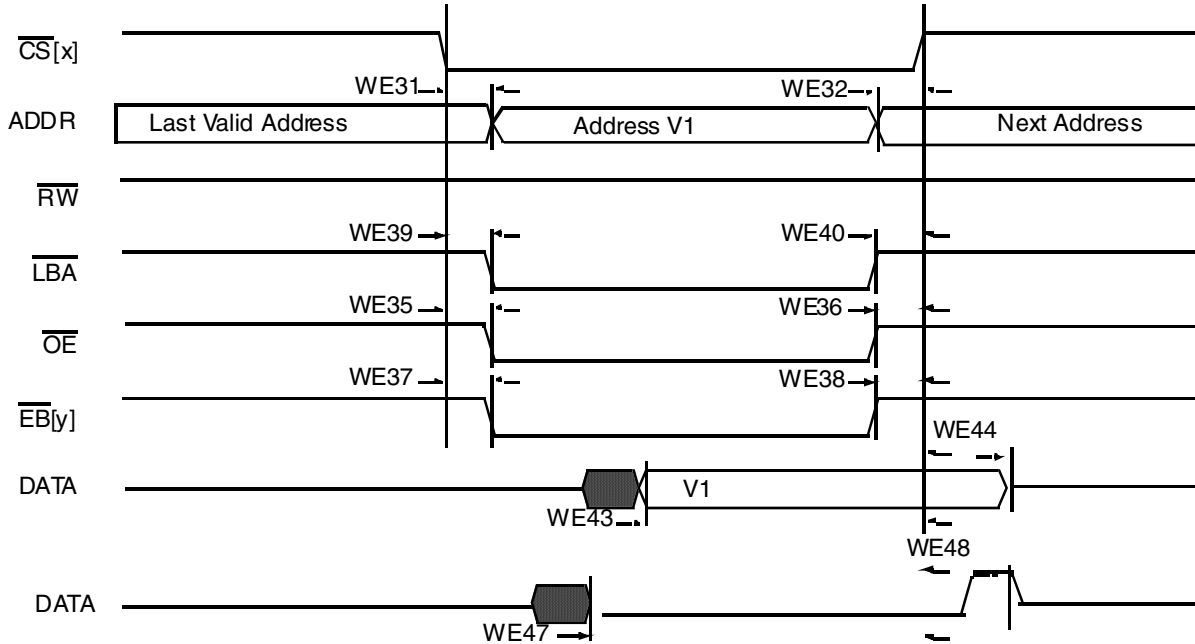 CS[x]
WE31
WE32
ADDR
Last Valid Address
Address V1
Next Address
RW
WE39
WE40
LBA
WE35
WE36
OE
WE37
WE38
EB[y]
WE44
DATA
V1
WE43
WE48
DATA
WE47